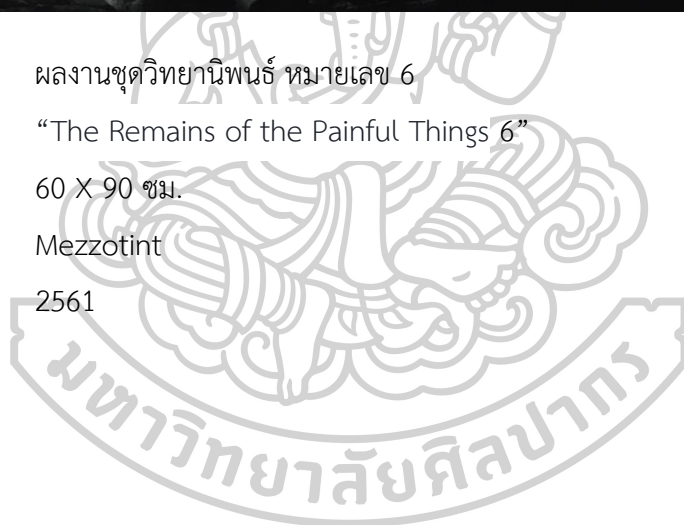 ผลงานชุดวิทยานิพนธ์ หมายเลข 6
“The Remains of the Painful Things 6”
60 X 90 ซม.
Mezzotint
2561
มหาวิทยาลัยศิลปากร